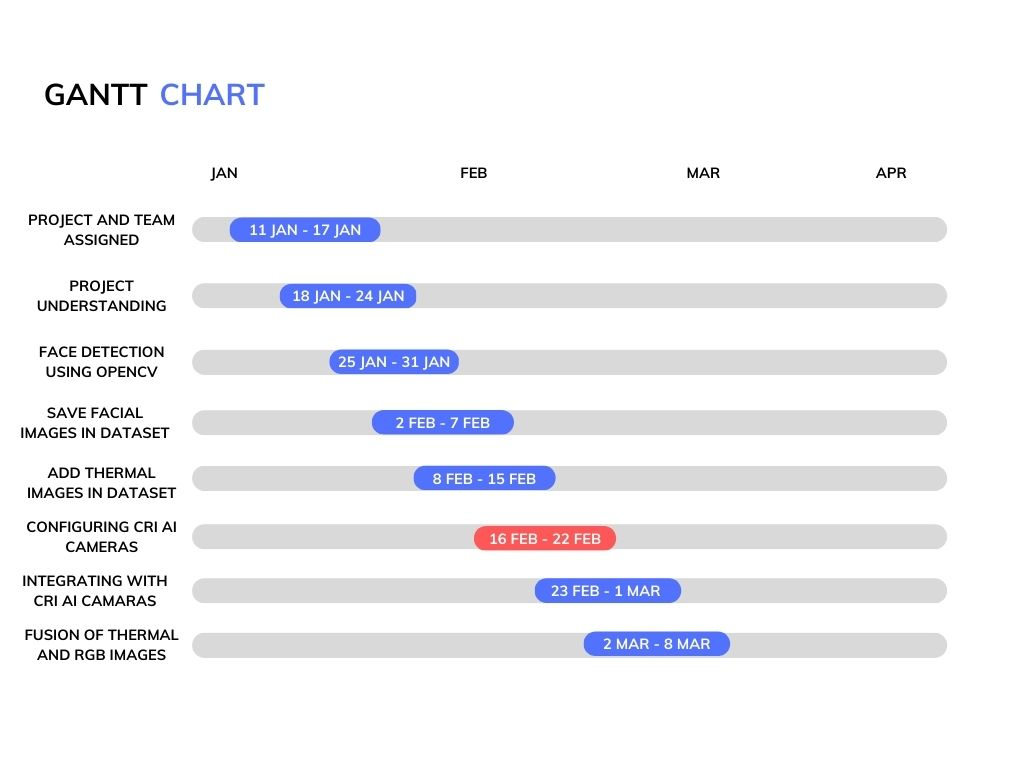 GANTT CHART
JAN FEB MAR APR
PROJECT AND TEAM
ASSIGNED
11 JAN - 17 JAN
PROJECT
UNDERSTANDING
18 JAN - 24 JAN
FACE DETECTION
USING OPENCV
25 JAN - 31 JAN
SAVE FACIAL
IMAGES IN DATASET
2 FEB - 7 FEB
ADD THERMAL
IMAGES IN DATASET
8 FEB - 15 FEB
CONFIGURING CRI AI
CAMERAS
16 FEB - 22 FEB
INTEGRATING WITH
CRI AI CAMARAS
23 FEB - 1 MAR
FUSION OF THERMAL
AND RGB IMAGES
2 MAR - 8 MAR